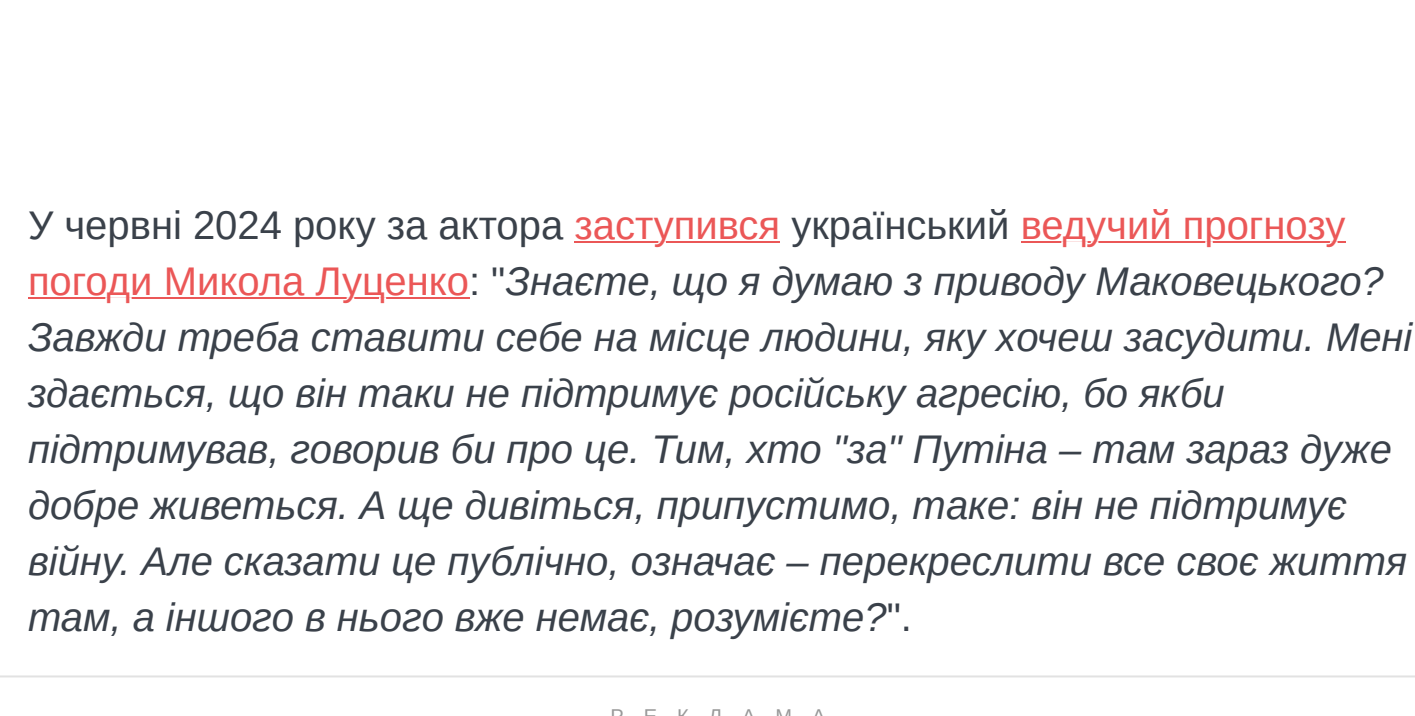 У червні 2024 року за актора заступився український ведучий прогнозу
погоди Микола Луценко: "Знаєте, що я думаю з приводу Маковецького?
Завжди треба ставити себе на місце людини, яку хочеш засудити. Мені
здається, що він таки не підтримує російську агресію, бо якби
підтримував, говорив би про це. Тим, хто "за" Путіна – там зараз дуже
добре живеться. А ще дивіться, припустимо, таке: він не підтримує
війну. Але сказати це публічно, означає – перекреслити все своє життя
там, а іншого в нього вже немає, розумієте?".
РЕКЛАМА